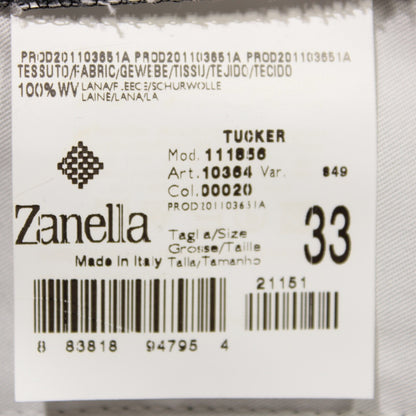 PROD201103651A PROD201103651A PROD201103651A
TESSUTO/FABRIC/GEWEBE/TISSU/TEJIDO/TECIDO
100%WV LANA/FLEECE/SCHURWOLLE
LAINE/LANA/LA
TUCKER
Mod. 111856
Art. 10364 Var. 849
Col. 00020
PROD201103651A
Zanella
Made in Italy
Taglia/Size
Grosse/Taille
Talla/Tamanho
33
21151
8 83818 94795 4